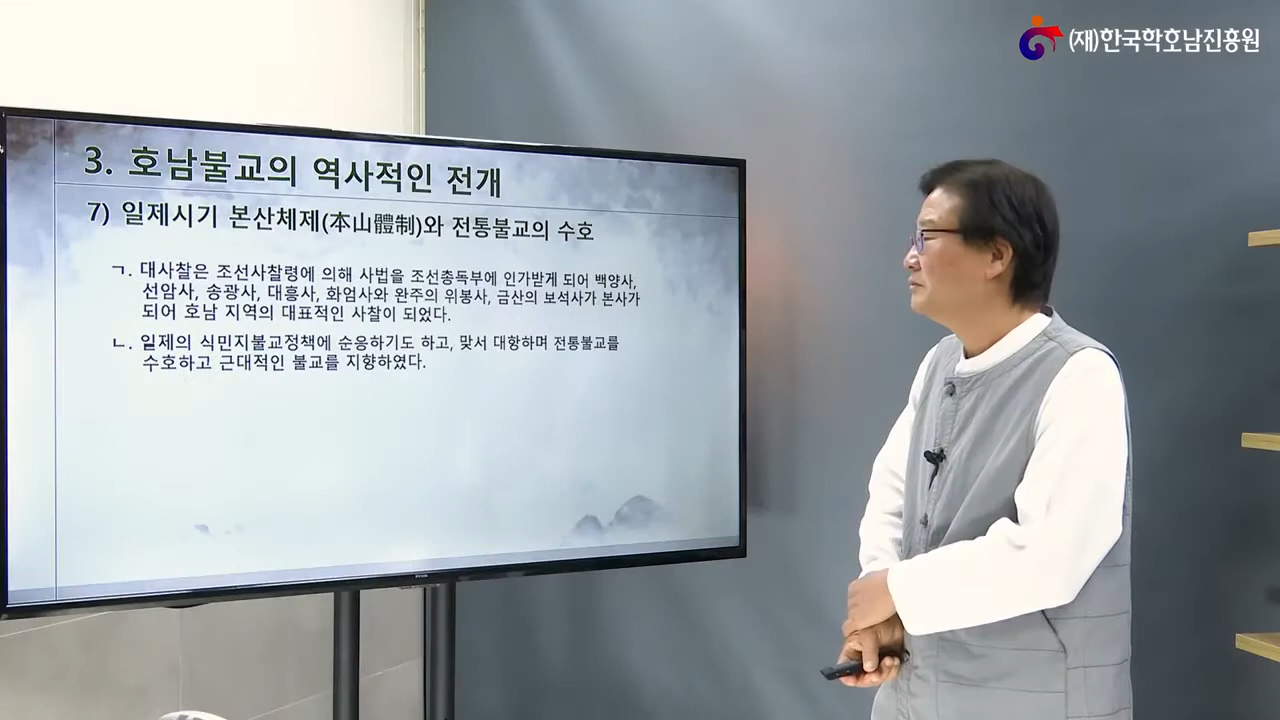 (재)한국학호남진흥원
3. 호남불교의 역사적인 전개
7) 일제시기 본산체제(本山體制)와 전통불교의 수호
ㄱ. 대사찰은 조선사찰령에 의해 사법을 조선총독부에 인가받게 되어 백양사,
선암사, 송광사, 대흥사, 화엄사와 완주의 위봉사, 금산의 보석사가 본사가
되어 호남 지역의 대표적인 사찰이 되었다.
ㄴ. 일제의 식민지불교정책에 순응하기도 하고, 맞서 대항하며 전통불교를
수호하고 근대적인 불교를 지향하였다.